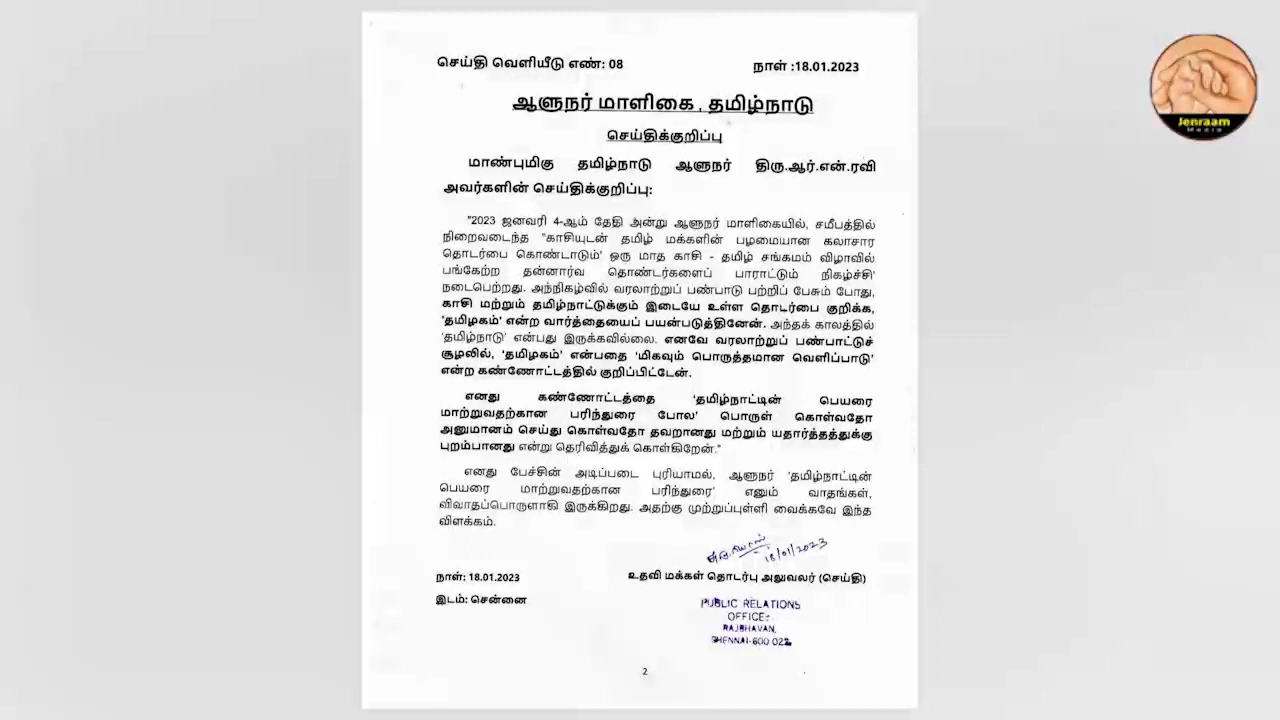 செய்தி வெளியீடு எண்: 08
நாள் :18.01.2023
ஆளுநர் மாளிகை , தமிழ்நாடு
செய்திக்குறிப்பு
மாண்புமிகு தமிழ்நாடு ஆளுநர் திரு.ஆர்.என்.ரவி
அவர்களின் செய்திக்குறிப்பு:
"2023 ஜனவரி 4-ஆம் தேதி அன்று ஆளுநர் மாளிகையில், சமீபத்தில்
நிறைவடைந்த "காசியுடன் தமிழ் மக்களின் பழமையான கலாசார
தொடர்பை கொண்டாடும்' ஒரு மாத காசி - தமிழ் சங்கமம் விழாவில்
பங்கேற்ற தன்னார்வ தொண்டர்களைப் பாராட்டும் நிகழ்ச்சி'
நடைபெற்றது. அந்நிகழ்வில் வரலாற்றுப் பண்பாடு பற்றிப் பேசும் போது,
காசி மற்றும் தமிழ்நாட்டுக்கும் இடையே உள்ள தொடர்பை குறிக்க,
'தமிழகம்' என்ற வார்த்தையைப் பயன்படுத்தினேன். அந்தக் காலத்தில்
'தமிழ்நாடு' என்பது இருக்கவில்லை. எனவே வரலாற்றுப் பண்பாட்டுச்
சூழலில், 'தமிழகம்' என்பதை 'மிகவும் பொருத்தமான வெளிப்பாடு'
என்ற கண்ணோட்டத்தில் குறிப்பிட்டேன்.
எனது கண்ணோட்டத்தை 'தமிழ்நாட்டின் பெயரை
மாற்றுவதற்கான பரிந்துரை போல' பொருள் கொள்வதோ
அனுமானம் செய்து கொள்வதோ தவறானது மற்றும் யதார்த்தத்துக்கு
புறம்பானது என்று தெரிவித்துக் கொள்கிறேன்."
எனது பேச்சின் அடிப்படை புரியாமல், ஆளுநர் 'தமிழ்நாட்டின்
பெயரை மாற்றுவதற்கான பரிந்துரை' எனும் வாதங்கள்,
விவாதப்பொருளாகி இருக்கிறது. அதற்கு முற்றுப்புள்ளி வைக்கவே இந்த
விளக்கம்.
18/01/2023
நாள்: 18.01.2023
உதவி மக்கள் தொடர்பு அலுவலர் (செய்தி)
இடம்: சென்னை
PUBLIC RELATIONS
OFFICE:
RAJBHAVAN,
CHENNAI-600 022
2
Jenraam
Media